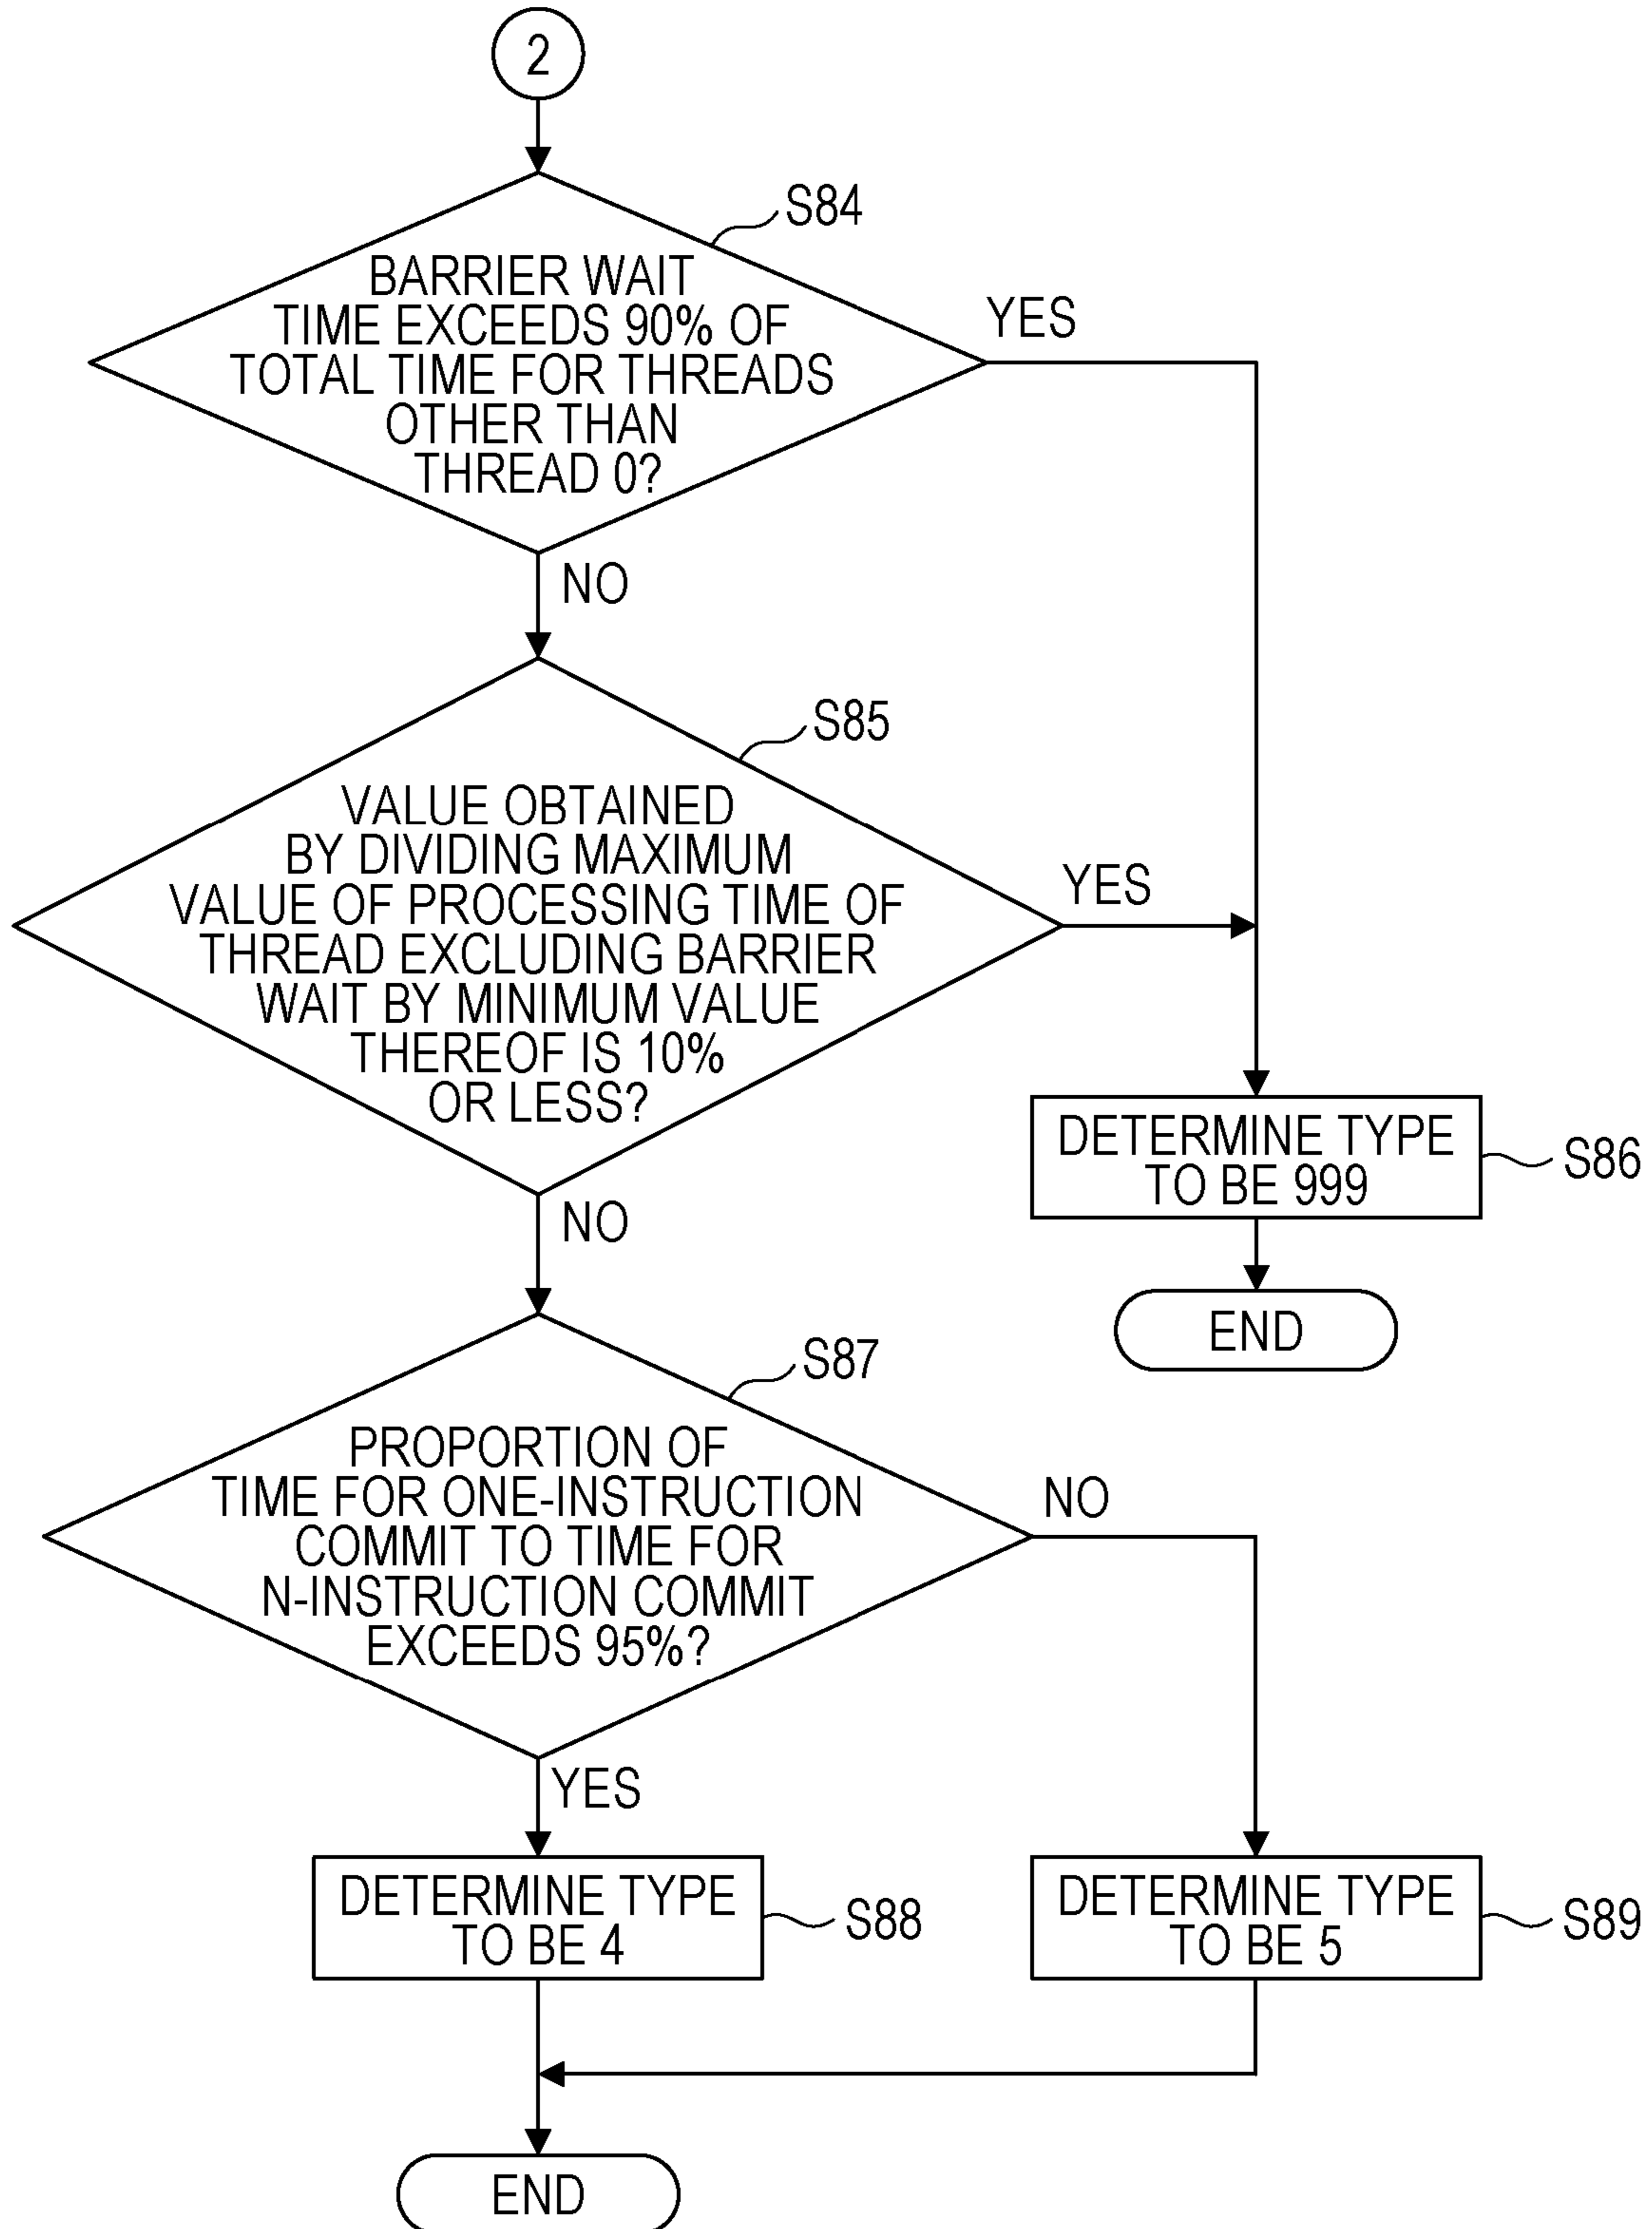 2
S84
BARRIER WAIT
TIME EXCEEDS 90% OF
TOTAL TIME FOR THREADS
OTHER THAN
THREAD 0?
YES
NO
S85
VALUE OBTAINED
BY DIVIDING MAXIMUM
VALUE OF PROCESSING TIME OF
THREAD EXCLUDING BARRIER
WAIT BY MINIMUM VALUE
THEREOF IS 10%
OR LESS?
YES
NO
DETERMINE TYPE
TO BE 999
S86
END
S87
PROPORTION OF
TIME FOR ONE-INSTRUCTION
COMMIT TO TIME FOR
N-INSTRUCTION COMMIT
EXCEEDS 95%?
NO
YES
DETERMINE TYPE
TO BE 4
S88
DETERMINE TYPE
TO BE 5
S89
END